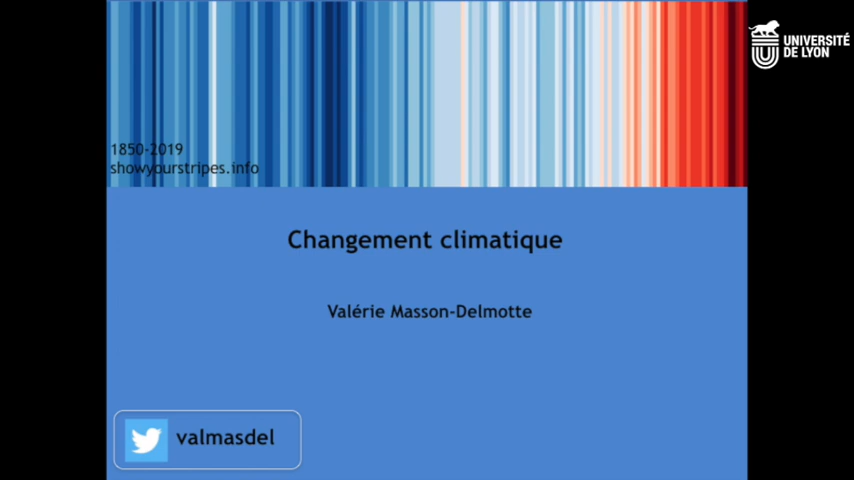 UNIVERSITÉ
DE LYON
1850-2019
showyourstripes.info
Changement climatique
Valérie Masson-Delmotte
valmasdel